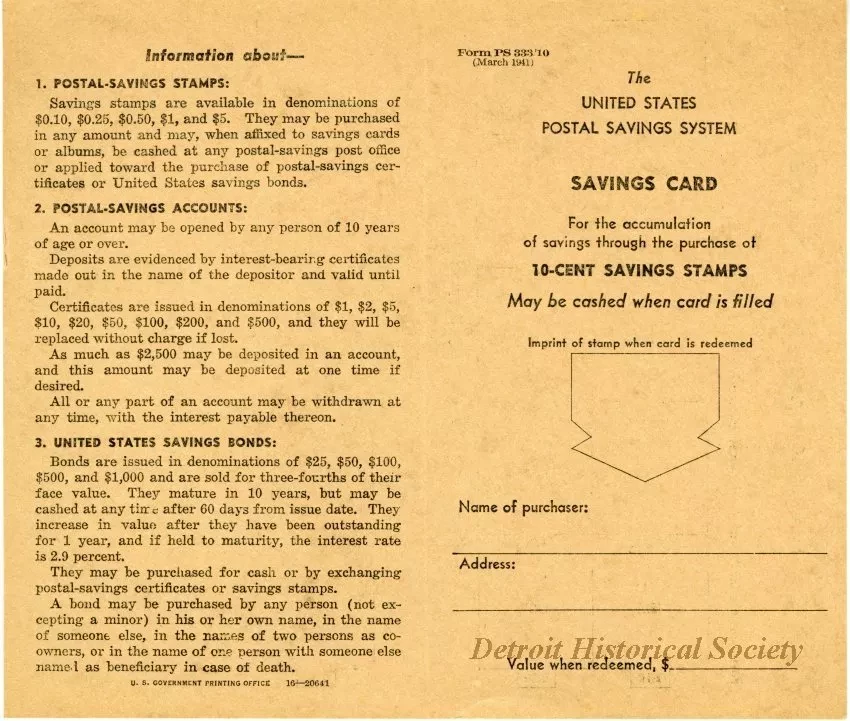 Information about—
1. POSTAL-SAVINGS STAMPS:
Savings stamps are available in denominations of
$0.10, $0.25, $0.50, $1, and $5. They may be purchased
in any amount and may, when affixed to savings cards
or albums, be cashed at any postal-savings post office
or applied toward the purchase of postal-savings cer-
tificates or United States savings bonds.
2. POSTAL-SAVINGS ACCOUNTS:
An account may be opened by any person of 10 years
of age or over.
Deposits are evidenced by interest-bearing certificates
made out in the name of the depositor and valid until
paid.
Certificates are issued in denominations of $1, $2, $5,
$10, $20, $50, $100, $200, and $500, and they will be
replaced without charge if lost.
As much as $2,500 may be deposited in an account,
and this amount may be deposited at one time if
desired.
All or any part of an account may be withdrawn at
any time, with the interest payable thereon.
3. UNITED STATES SAVINGS BONDS:
Bonds are issued in denominations of $25, $50, $100,
$500, and $1,000 and are sold for three-fourths of their
face value. They mature in 10 years, but may be
cashed at any time after 60 days from issue date. They
increase in value after they have been outstanding
for 1 year, and if held to maturity, the interest rate
is 2.9 percent.
They may be purchased for cash or by exchanging
postal-savings certificates or savings stamps.
A bond may be purchased by any person (not ex-
cepting a minor) in his or her own name, in the name
of someone else, in the names of two persons as co-
owners, or in the name of one person with someone else
named as beneficiary in case of death.
U. S. GOVERNMENT PRINTING OFFICE 16—20641
Form PS 333/10
(March 1941)
The
UNITED STATES
POSTAL SAVINGS SYSTEM
SAVINGS CARD
For the accumulation
of savings through the purchase of
10-CENT SAVINGS STAMPS
May be cashed when card is filled
Imprint of stamp when card is redeemed
Name of purchaser:
Address:
Detroit Historical Society
Value when redeemed, $